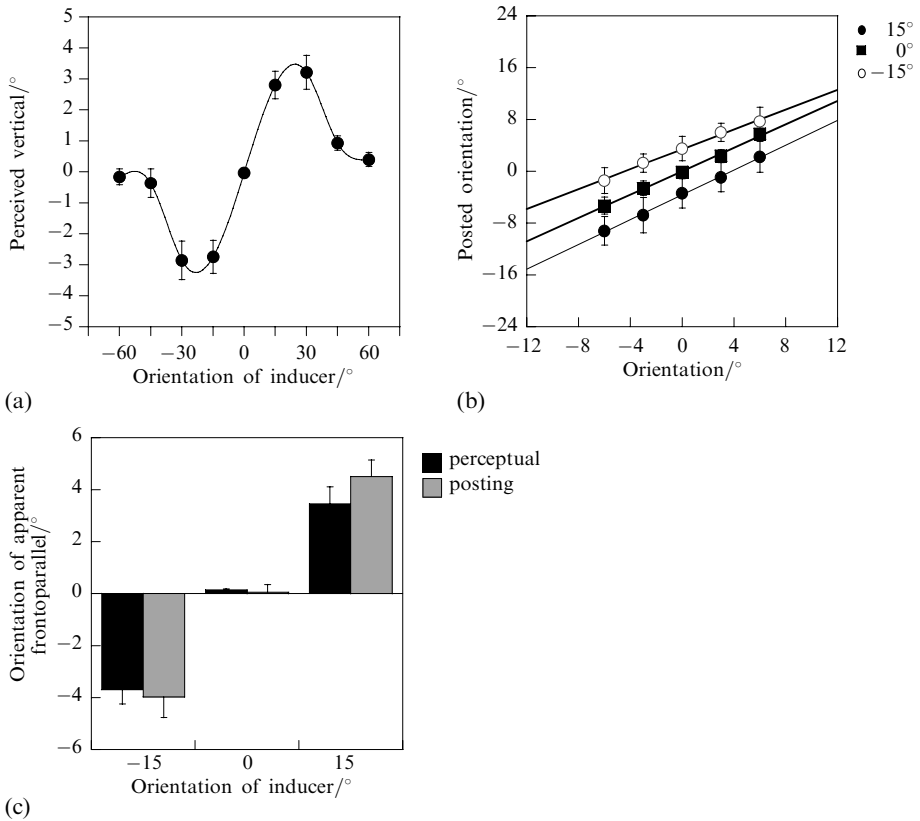 Perceived vertical/°
5
4
3
2
1
0
−1
−2
−3
−4
−5
−60 −30 0 30 60
Orientation of inducer/°
(a)
Posted orientation/°
24
16
8
0
−8
−16
−24
−12 −8 −4 0 4 8 12
Orientation/°
15°
0°
−15°
(b)
Orientation of apparent
frontoparallel/°
6
4
2
0
−2
−4
−6
−15 0 15
Orientation of inducer/°
perceptual
posting
(c)